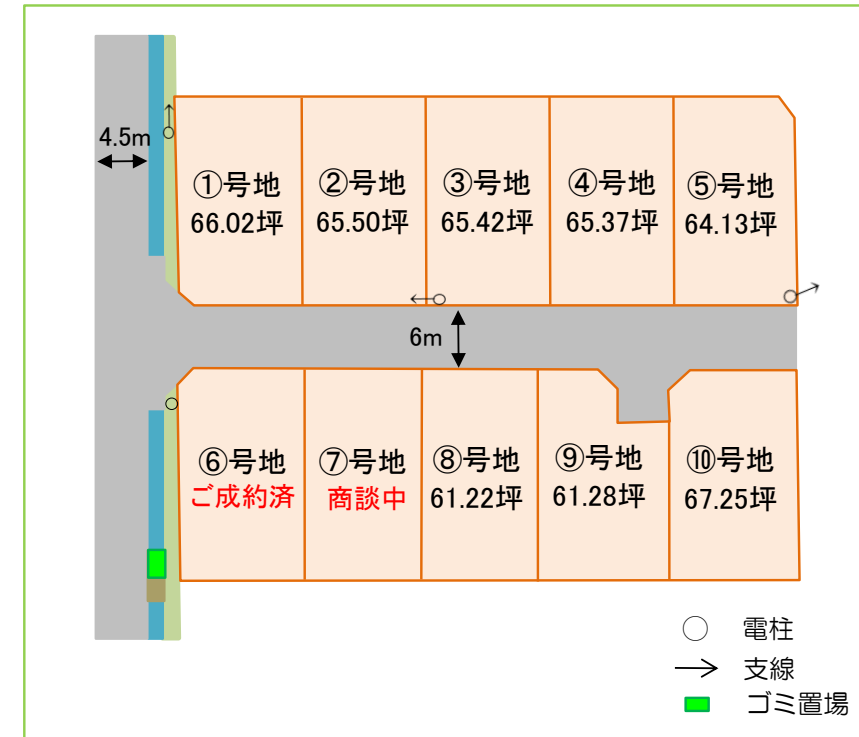 4.5m
①号地
66.02坪
②号地
65.50坪
③号地
65.42坪
④号地
65.37坪
⑤号地
64.13坪
6m
⑥号地
ご成約済
⑦号地
商談中
⑧号地
61.22坪
⑨号地
61.28坪
⑩号地
67.25坪
電柱
支線
ゴミ置場